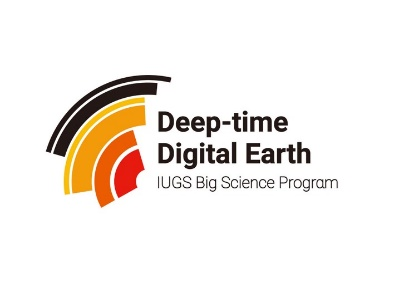 Deep-time
Digital Earth
IUGS Big Science Program